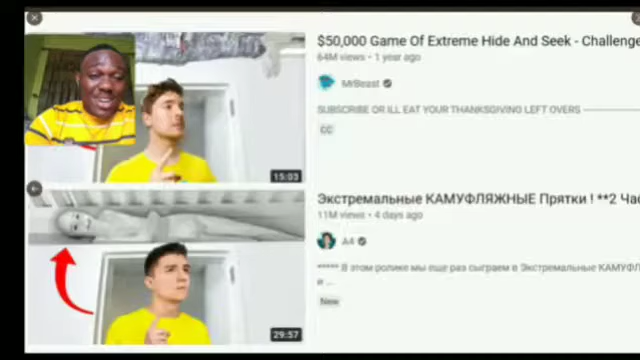 $50,000 Game Of Extreme Hide And Seek - Challenge
64M views • 1 year ago
MrBeast
SUBSCRIBE OR ILL EAT YOUR THANKSGIVING LEFT OVERS
CC
15:03
Экстремальные КАМУФЛЯЖНЫЕ Прятки ! **2 Час
11M views • 4 days ago
A4
***** В этом ролике мы еще раз сыграем в Экстремальные КАМУФЛ
и ...
New
29:57